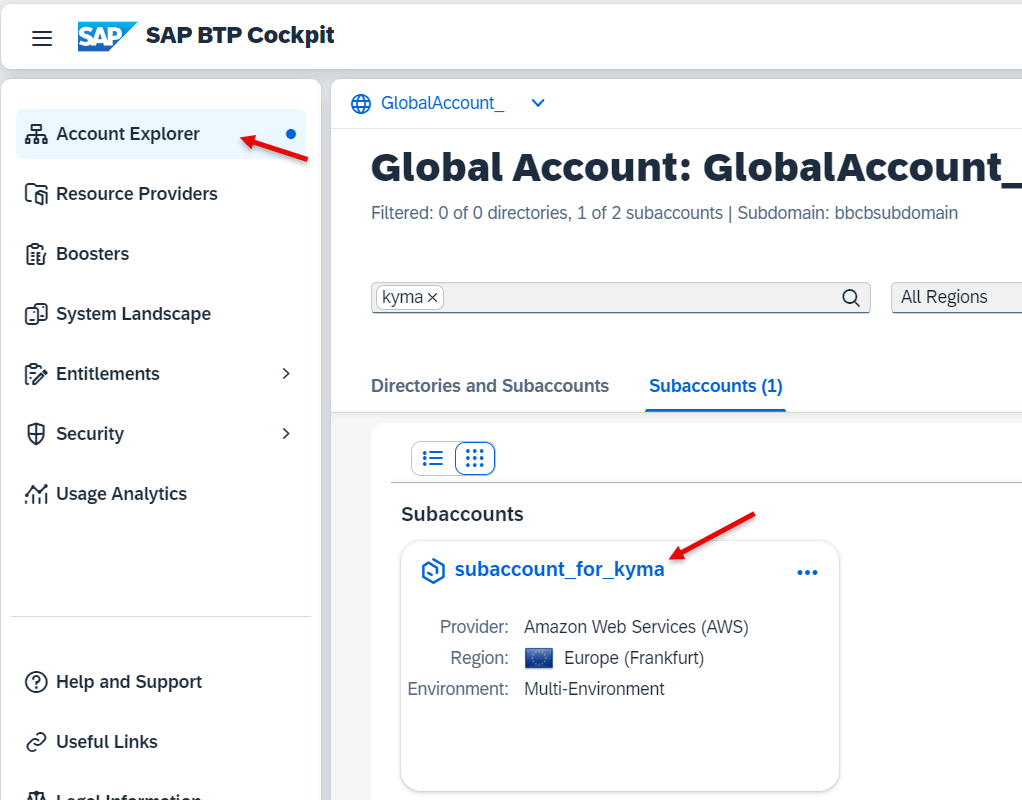 SAP SAP BTP Cockpit
Account Explorer
Resource Providers
Boosters
System Landscape
Entitlements
Security
Usage Analytics
Help and Support
Useful Links
Legal Information
GlobalAccount_
Global Account: GlobalAccount_
Filtered: 0 of 0 directories, 1 of 2 subaccounts | Subdomain: bbcbsubdomain
kyma
All Regions
Directories and Subaccounts
Subaccounts (1)
Subaccounts
subaccount_for_kyma
Provider: Amazon Web Services (AWS)
Region: Europe (Frankfurt)
Environment: Multi-Environment